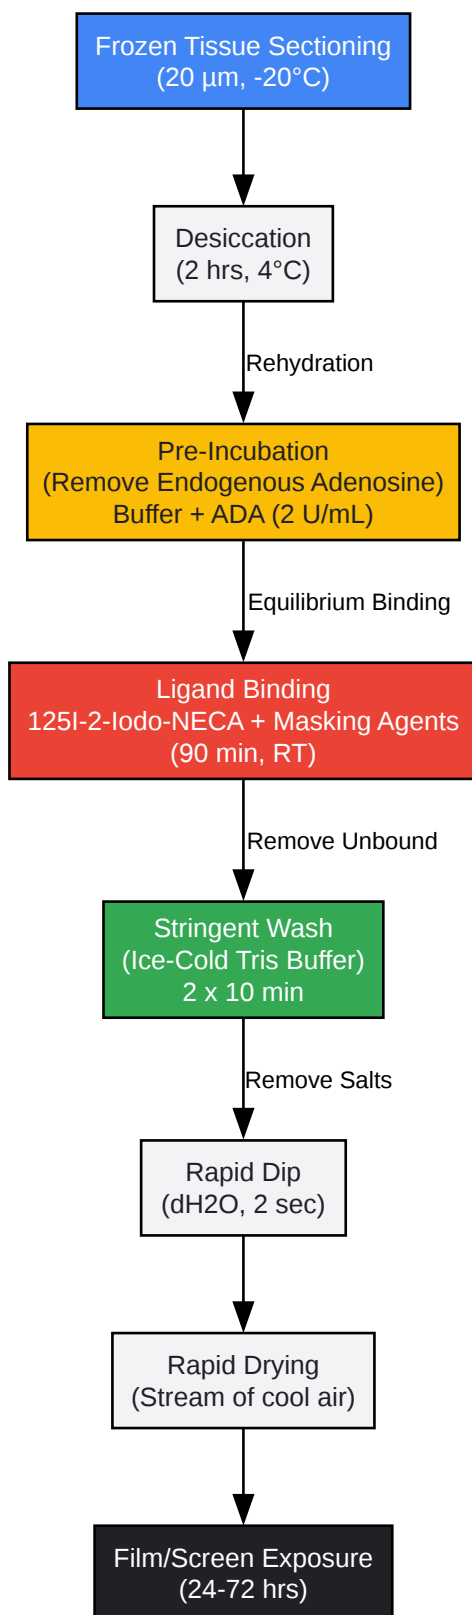 Frozen Tissue Sectioning
(20 µm, -20°C)
Desiccation
(2 hrs, 4°C)
Rehydration
Pre-Incubation
(Remove Endogenous Adenosine)
Buffer + ADA (2 U/mL)
Equilibrium Binding
Ligand Binding
125I-2-Iodo-NECA + Masking Agents
(90 min, RT)
Remove Unbound
Stringent Wash
(Ice-Cold Tris Buffer)
2 x 10 min
Remove Salts
Rapid Dip
(dH2O, 2 sec)
Rapid Drying
(Stream of cool air)
Film/Screen Exposure
(24-72 hrs)